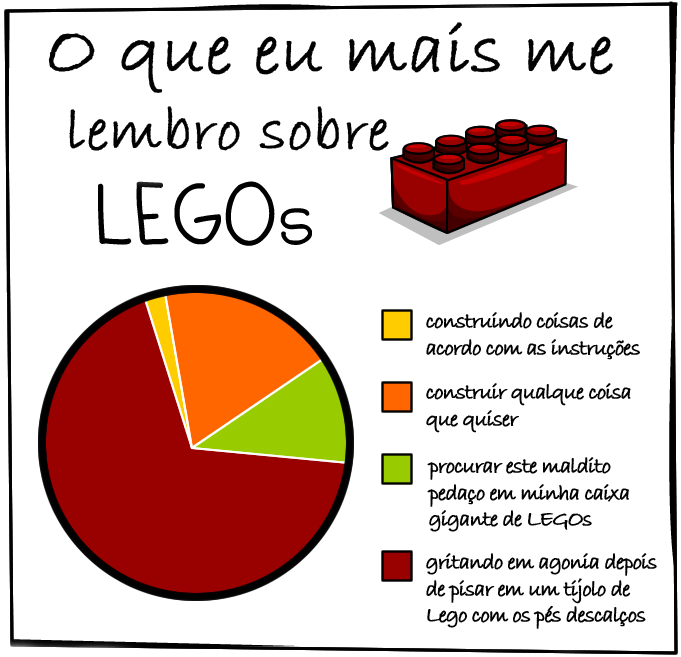 O que eu mais me
lembro sobre
LEGOs
construindo coisas de
acordo com as instruções
construir qualque coisa
que quiser
procurar este maldito
pedaço em minha caixa
gigante de LEGOs
gritando em agonia depois
de pisar em um tijolo de
Lego com os pés descalços